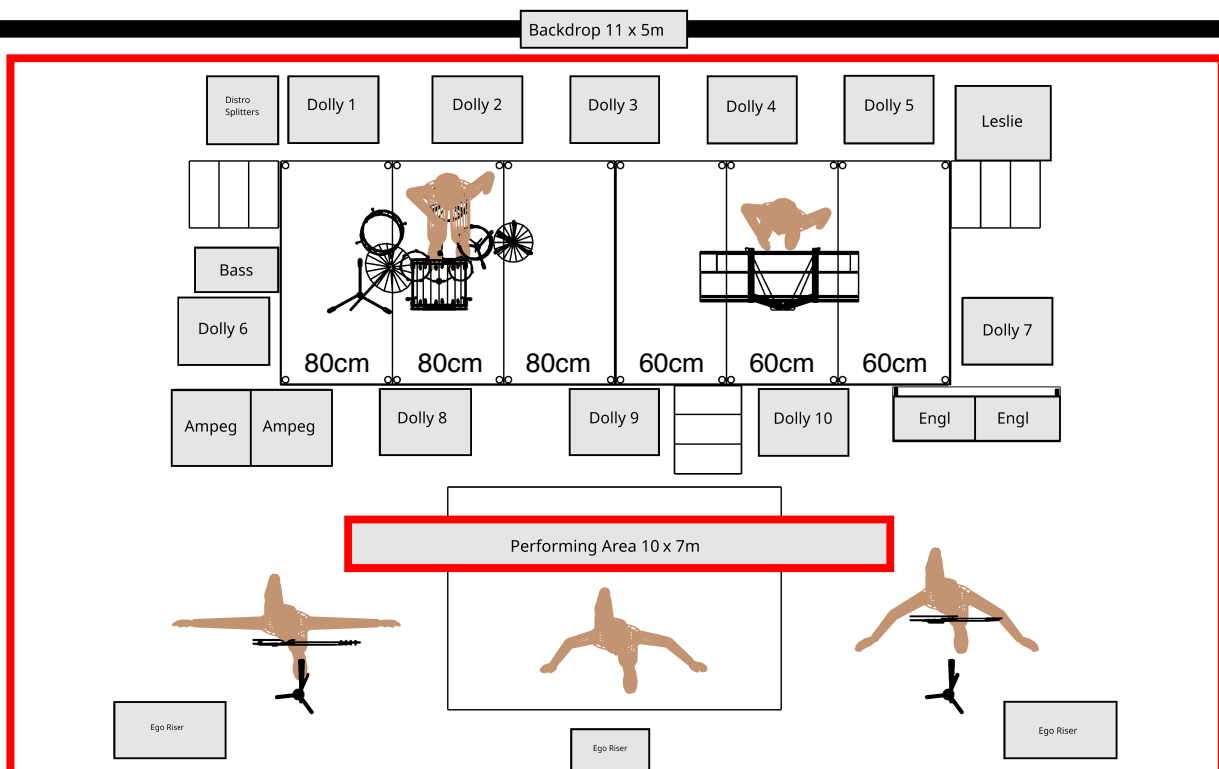 Backdrop 11 x 5m
Distro
Splitters
Dolly 1
Dolly 2
Dolly 3
Dolly 4
Dolly 5
Leslie
Bass
Dolly 6
Dolly 7
80cm
80cm
80cm
60cm
60cm
60cm
Ampeg
Ampeg
Dolly 8
Dolly 9
Dolly 10
Engl
Engl
Performing Area 10 x 7m
Ego Riser
Ego Riser
Ego Riser